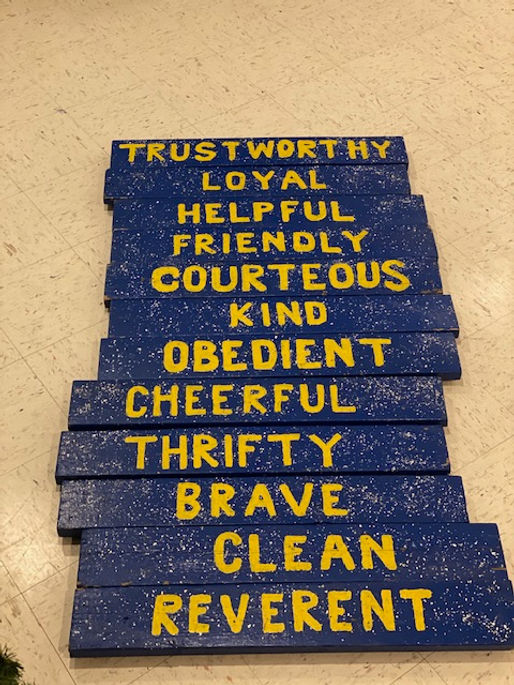 TRUSTWORTHY
LOYAL
HELPFUL
FRIENDLY
COURTEOUS
KIND
OBEDIENT
CHEERFUL
THRIFTY
BRAVE
CLEAN
REVERENT